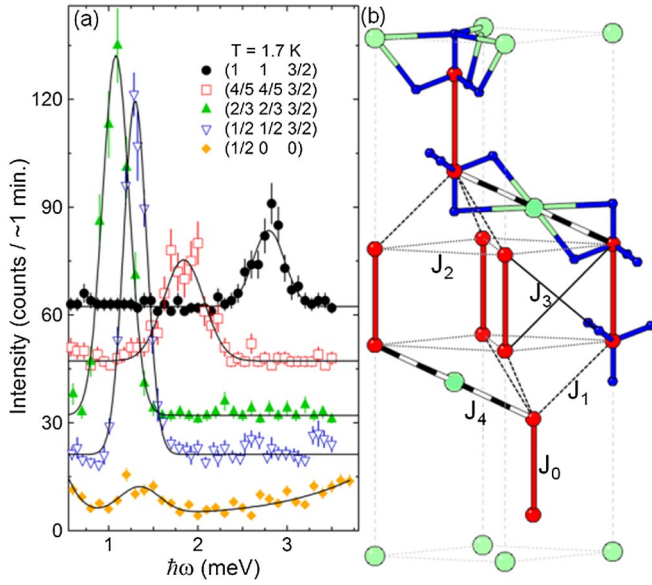 (a)
T = 1.7 K
(1 1 3/2)
(4/5 4/5 3/2)
(2/3 2/3 3/2)
(1/2 1/2 3/2)
(1/2 0 0)
120
90
60
30
0
Intensity (counts / ~1 min.)
1 2 3
ħω (meV)
(b)
J₂
J₃
J₁
J₄
J₀